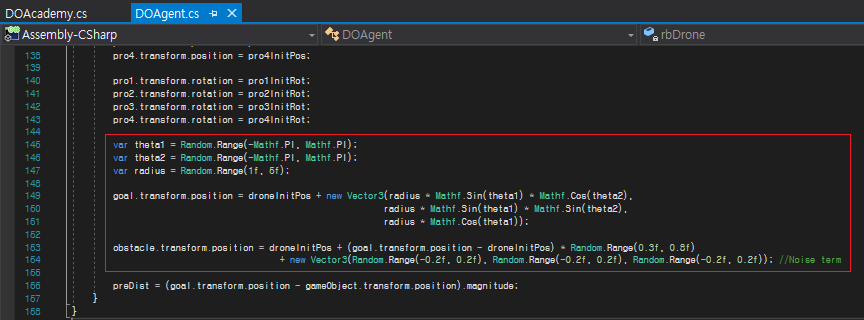 DOAcademy.cs
DOAgent.cs
Assembly-CSharp
DOAgent
rbDrone
138 pro4.transform.position = pro4InitPos;
139
140 pro1.transform.rotation = pro1InitRot;
141 pro2.transform.rotation = pro2InitRot;
142 pro3.transform.rotation = pro3InitRot;
143 pro4.transform.rotation = pro4InitRot;
144
145 var theta1 = Random.Range(-Mathf.PI, Mathf.PI);
146 var theta2 = Random.Range(-Mathf.PI, Mathf.PI);
147 var radius = Random.Range(1f, 5f);
148
149 goal.transform.position = droneInitPos + new Vector3(radius * Mathf.Sin(theta1) * Mathf.Cos(theta2),
150 radius * Mathf.Sin(theta1) * Mathf.Sin(theta2),
151 radius * Mathf.Cos(theta1));
152
153 obstacle.transform.position = droneInitPos + (goal.transform.position - droneInitPos) * Random.Range(0.3f, 0.8f)
154 + new Vector3(Random.Range(-0.2f, 0.2f), Random.Range(-0.2f, 0.2f), Random.Range(-0.2f, 0.2f)); //Noise term
155
156 preDist = (goal.transform.position - gameObject.transform.position).magnitude;
157 }
158 }